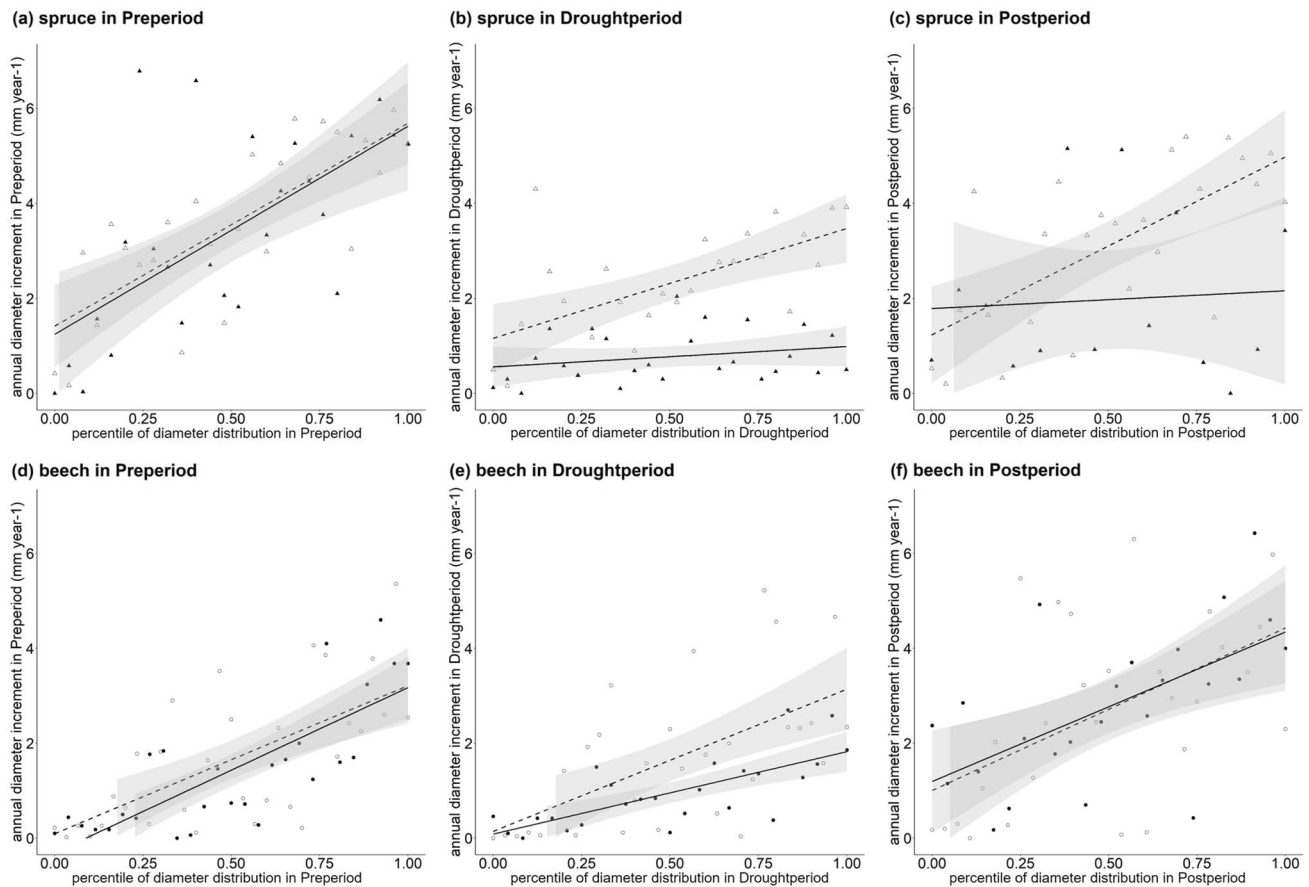 (a) spruce in Preperiod
(b) spruce in Droughtperiod
(c) spruce in Postperiod
annual diameter increment in Preperiod (mm year-1)
6
4
2
0
0.00 0.25 0.50 0.75 1.00
percentile of diameter distribution in Preperiod
annual diameter increment in Droughtperiod (mm year-1)
6
4
2
0
0.00 0.25 0.50 0.75 1.00
percentile of diameter distribution in Droughtperiod
annual diameter increment in Postperiod (mm year-1)
6
4
2
0
0.00 0.25 0.50 0.75 1.00
percentile of diameter distribution in Postperiod
(d) beech in Preperiod
(e) beech in Droughtperiod
(f) beech in Postperiod
annual diameter increment in Preperiod (mm year-1)
6
4
2
0
0.00 0.25 0.50 0.75 1.00
percentile of diameter distribution in Preperiod
annual diameter increment in Droughtperiod (mm year-1)
6
4
2
0
0.00 0.25 0.50 0.75 1.00
percentile of diameter distribution in Droughtperiod
annual diameter increment in Postperiod (mm year-1)
6
4
2
0
0.00 0.25 0.50 0.75 1.00
percentile of diameter distribution in Postperiod